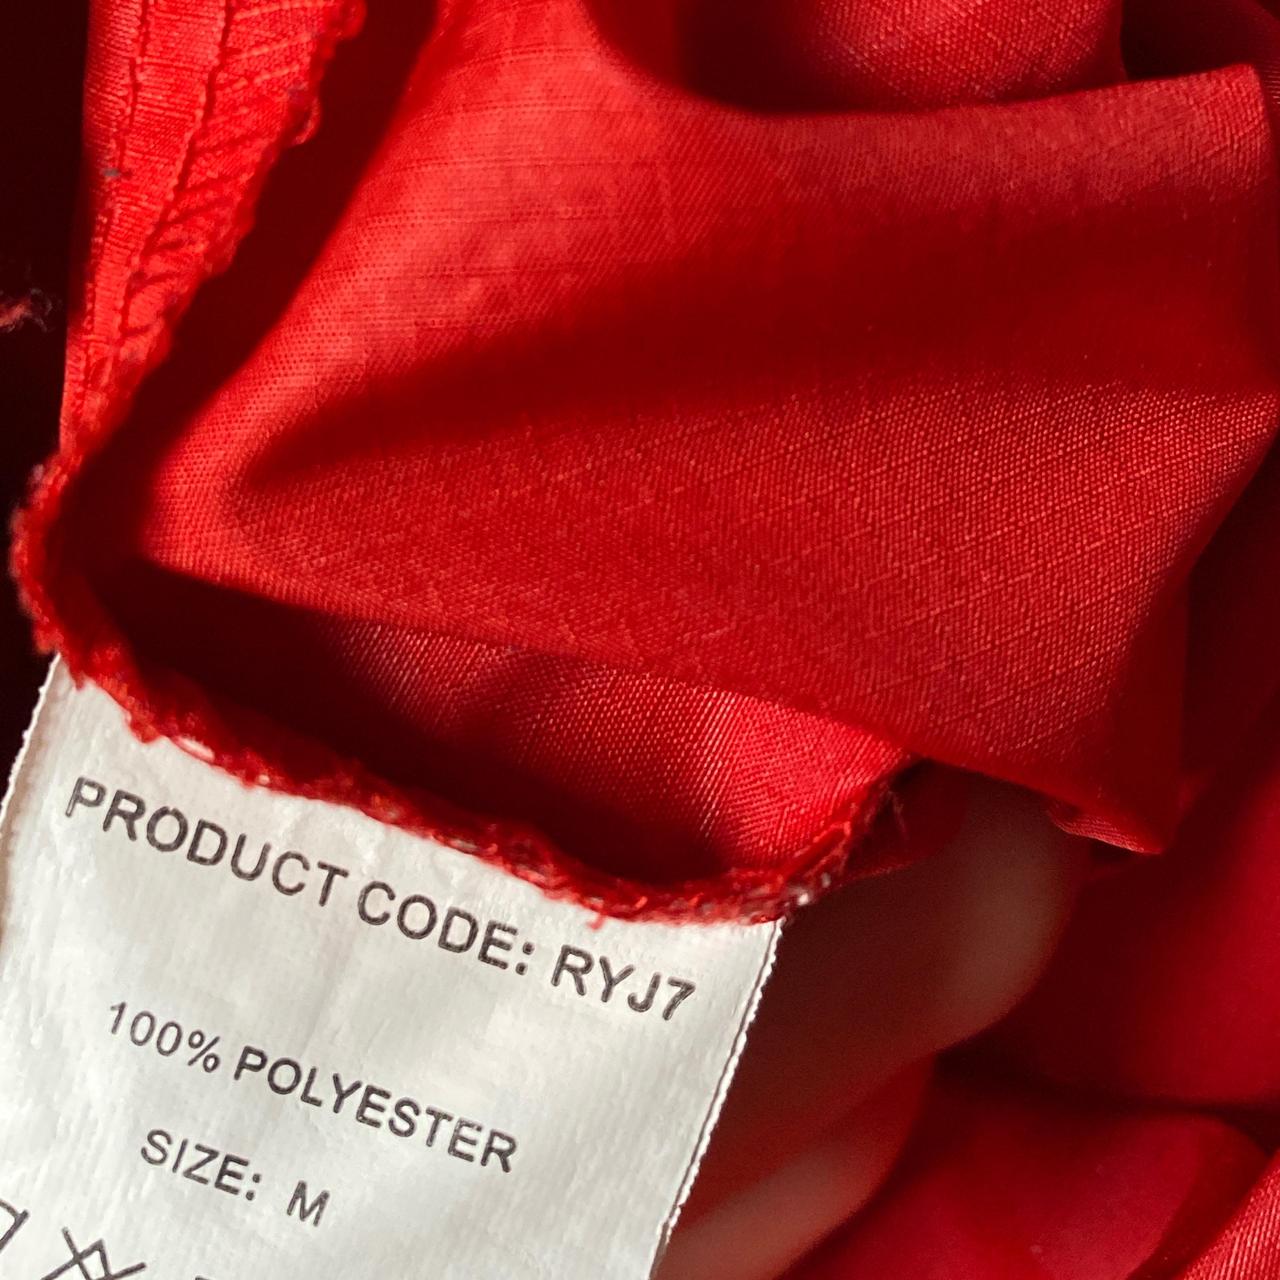 PRODUCT CODE: RYJ7
100% POLYESTER
SIZE: M